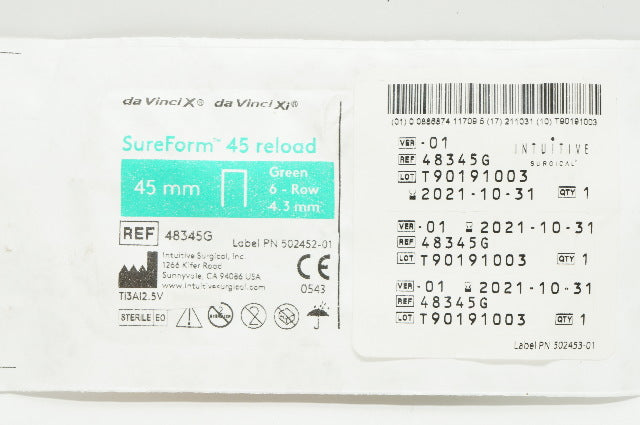 da Vinci X® da Vinci Xi®
SureForm™ 45 reload
45 mm
Green
6 - Row
4.3 mm
REF 48345G
Label PN 502452-01
Intuitive Surgical, Inc.
1266 Kifer Road
Sunnyvale, CA 94086 USA
www.intuitivesurgical.com
CE
0543
Ti3Al2.5V
STERILE EO
(01) 0 0886874 11709 5 (17) 211031 (10) T90191003
VER - 01
INTUITIVE
SURGICAL®
REF 48345G
LOT T90191003
2021-10-31 QTY 1
VER - 01 2021-10-31
REF 48345G
LOT T90191003 QTY 1
VER - 01 2021-10-31
REF 48345G
LOT T90191003 QTY 1
Label PN 502453-01